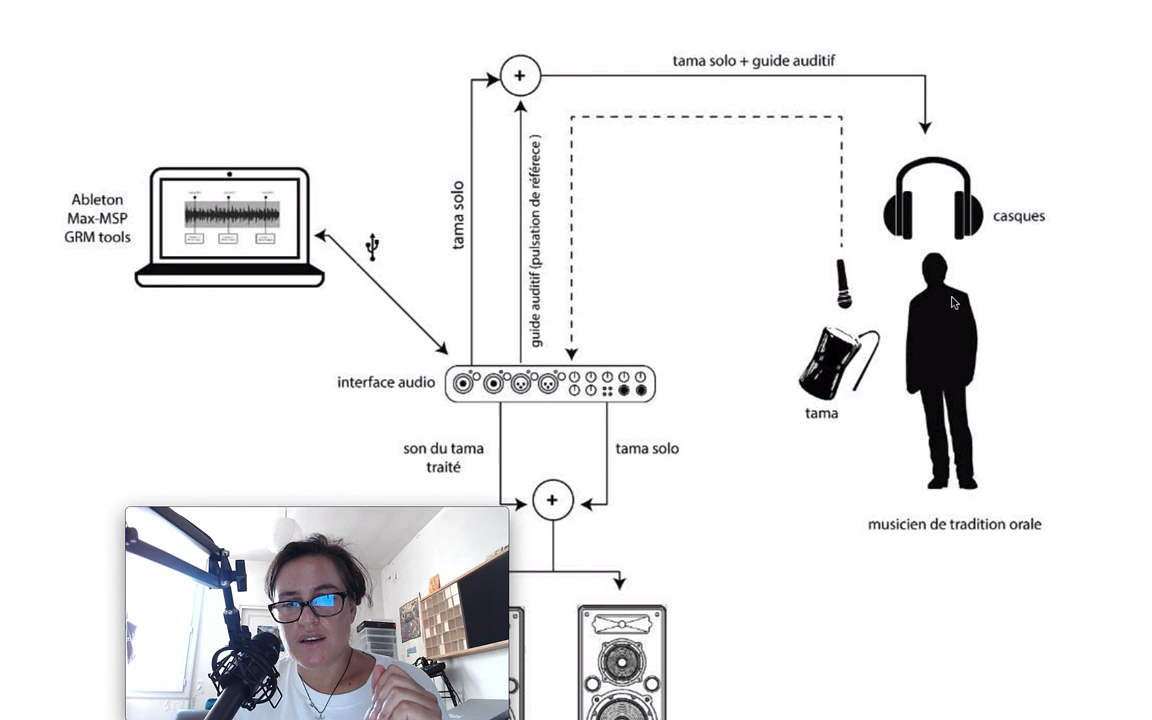 tama solo + guide auditif
tama solo
guide auditif (pulsation de référece )
Ableton
Max-MSP
GRM tools
casques
interface audio
tama
son du tama
traité
tama solo
musicien de tradition orale